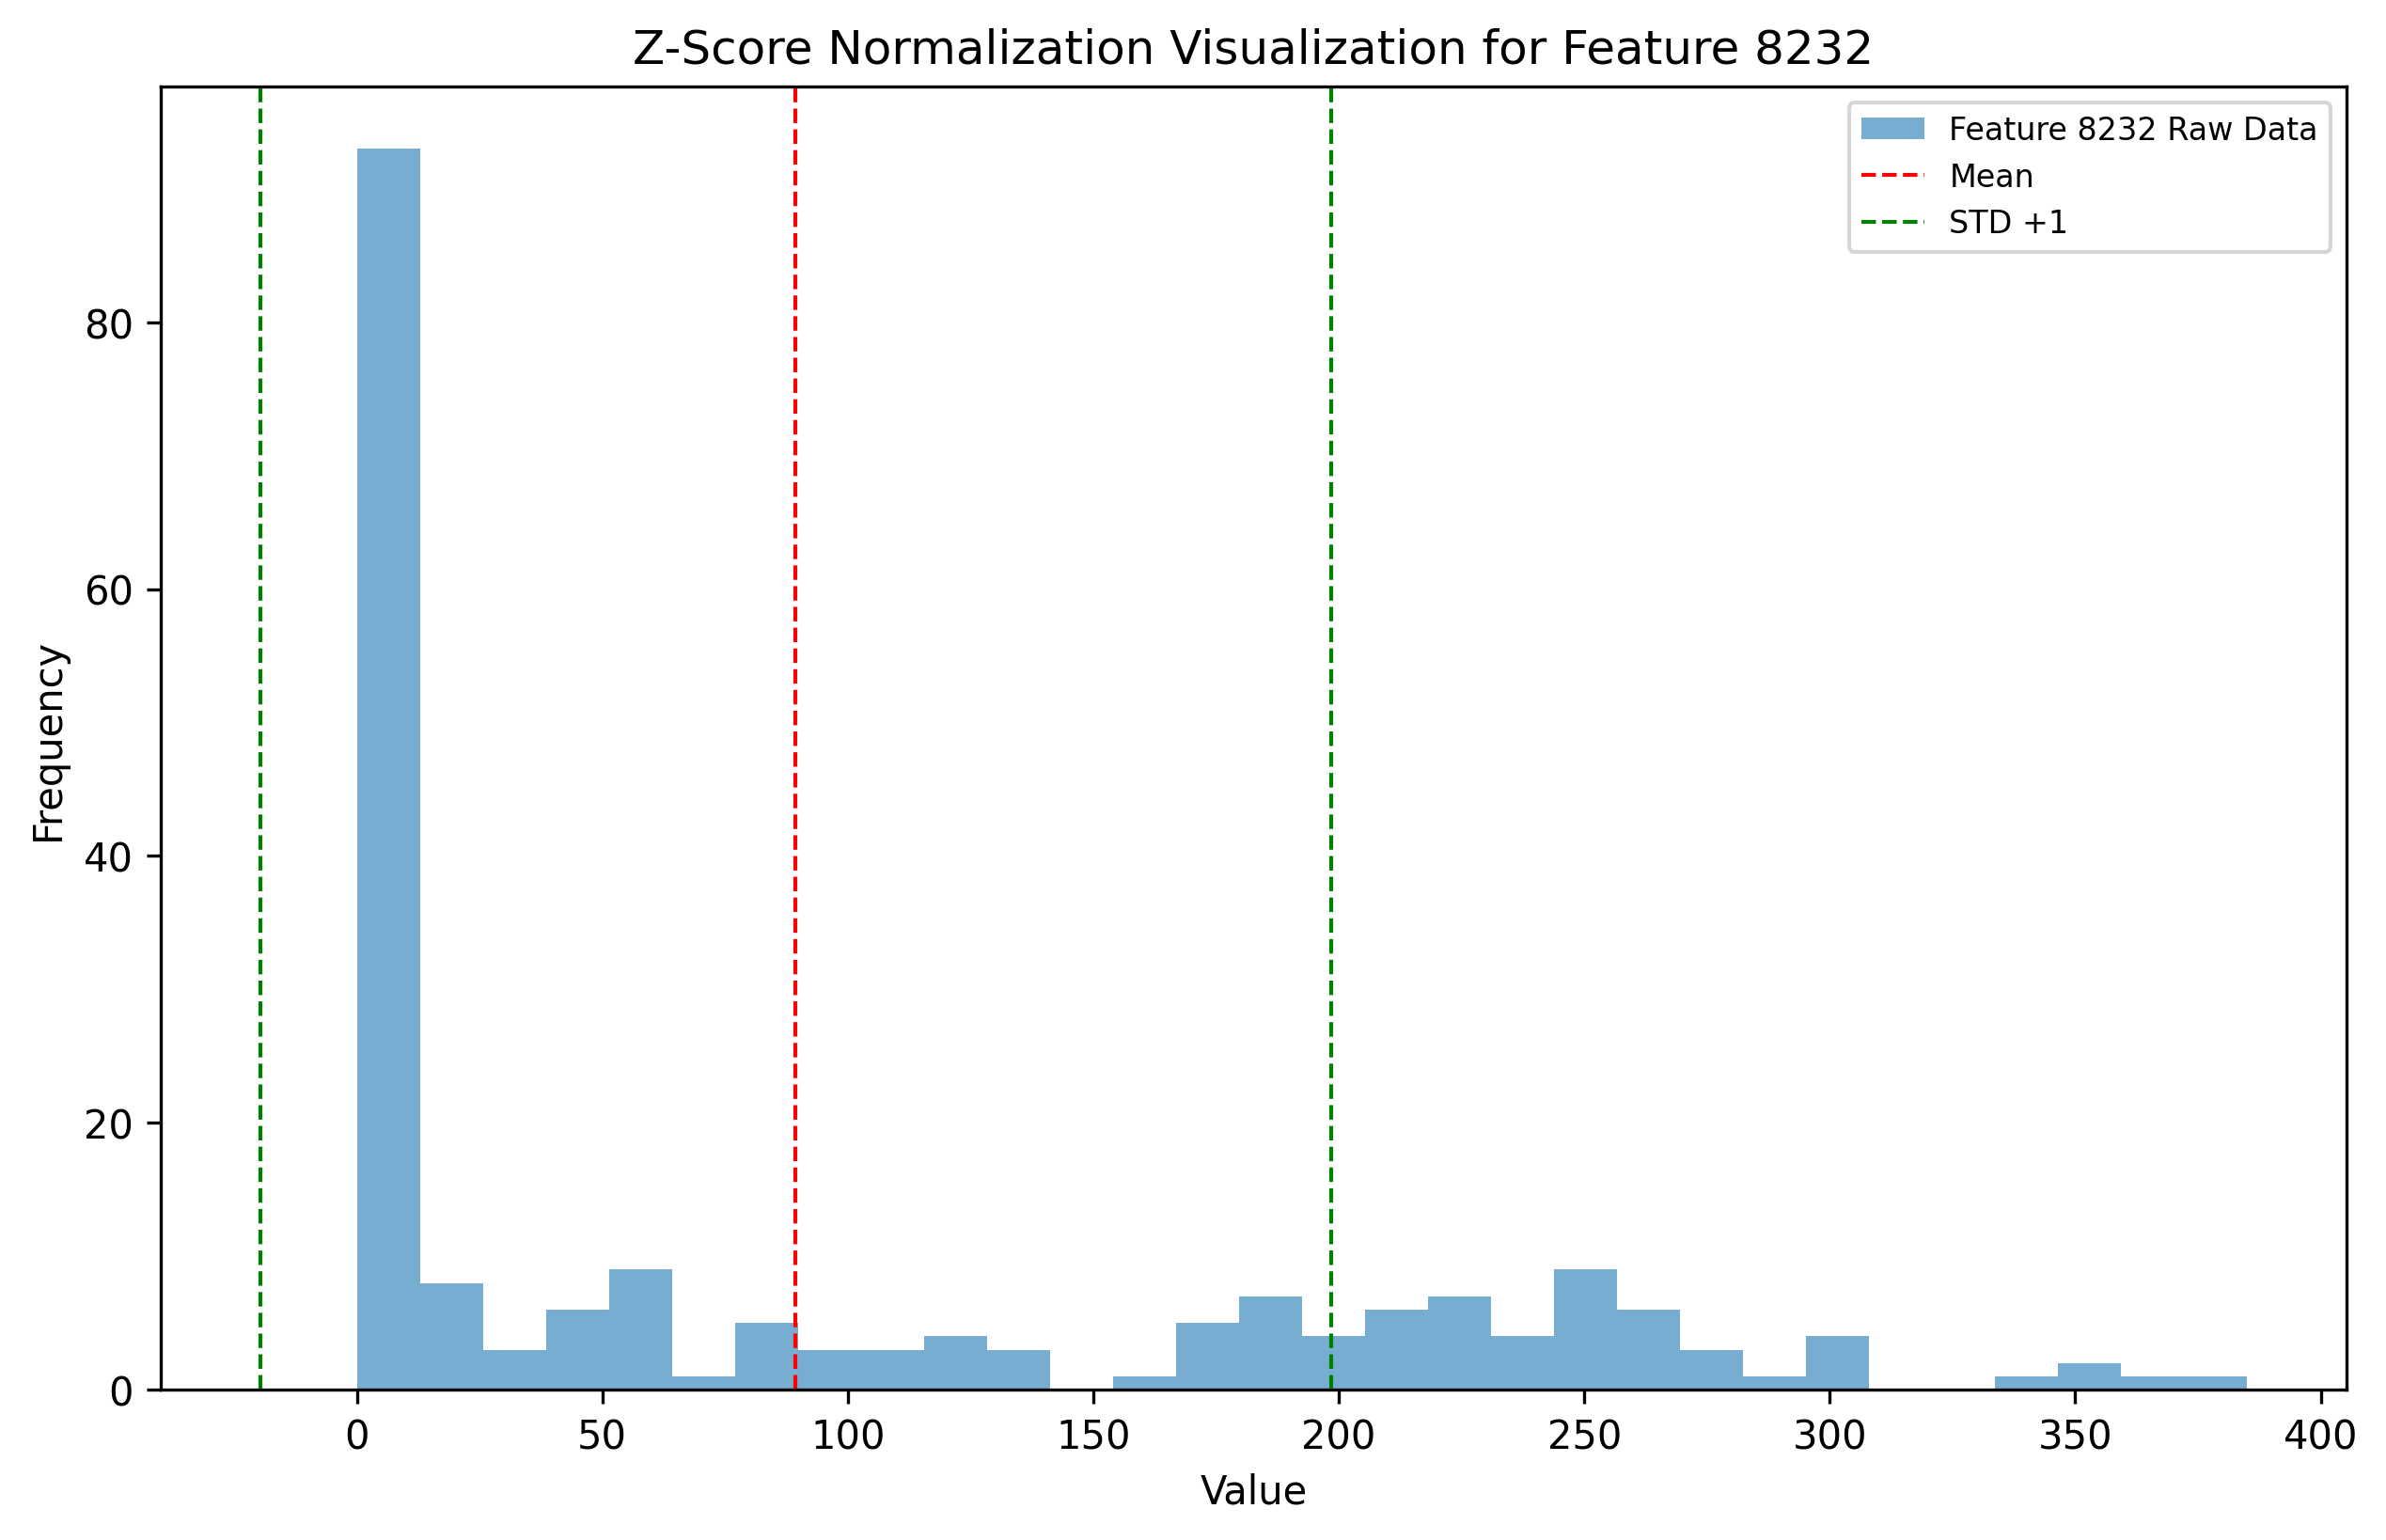 Z-Score Normalization Visualization for Feature 8232
Feature 8232 Raw Data
Mean
STD +1
Frequency
80
60
40
20
0
0 50 100 150 200 250 300 350 400
Value